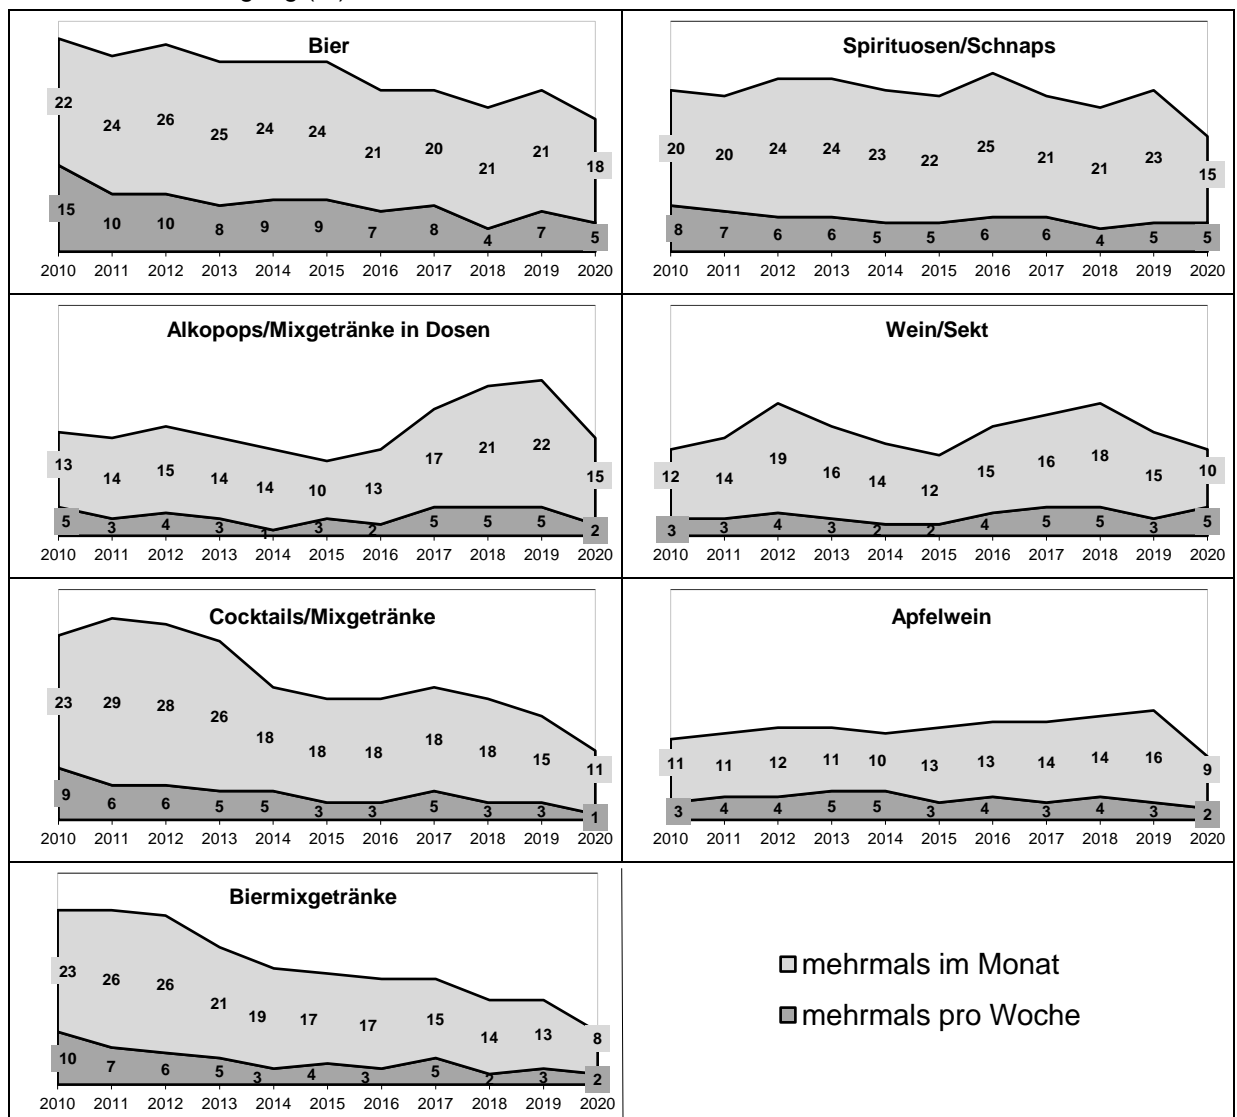 Bier
22 24 26 25 24 24 21 20 21 21 18
15 10 10 8 9 9 7 8 4 7 5
2010 2011 2012 2013 2014 2015 2016 2017 2018 2019 2020
Spirituosen/Schnaps
20 20 24 24 23 22 25 21 21 23 15
8 7 6 6 5 5 6 6 4 5 5
2010 2011 2012 2013 2014 2015 2016 2017 2018 2019 2020
Alkopops/Mixgetränke in Dosen
13 14 15 14 14 10 13 17 21 22 15
5 3 4 3 1 3 2 5 5 5 2
2010 2011 2012 2013 2014 2015 2016 2017 2018 2019 2020
Wein/Sekt
12 14 19 16 14 12 15 16 18 15 10
3 3 4 3 2 2 4 5 5 3 5
2010 2011 2012 2013 2014 2015 2016 2017 2018 2019 2020
Cocktails/Mixgetränke
23 29 28 26 18 18 18 18 18 15 11
9 6 6 5 5 3 3 5 3 3 1
2010 2011 2012 2013 2014 2015 2016 2017 2018 2019 2020
Apfelwein
11 11 12 11 10 13 13 14 14 16 9
3 4 4 5 5 3 4 3 4 3 2
2010 2011 2012 2013 2014 2015 2016 2017 2018 2019 2020
Biermixgetränke
23 26 26 21 19 17 17 15 14 13 8
10 7 6 5 3 4 3 5 2 3 2
2010 2011 2012 2013 2014 2015 2016 2017 2018 2019 2020
mehrmals im Monat
mehrmals pro Woche